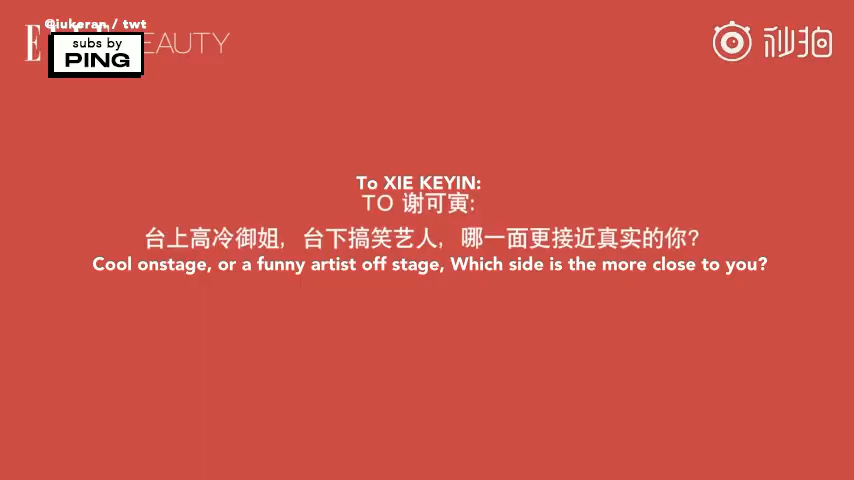 @iukeran / twt
subs by
PING
EAUTY
秒拍
To XIE KEYIN:
TO 谢可寅:
台上高冷御姐，台下搞笑艺人，哪一面更接近真实的你?
Cool onstage, or a funny artist off stage, Which side is the more close to you?